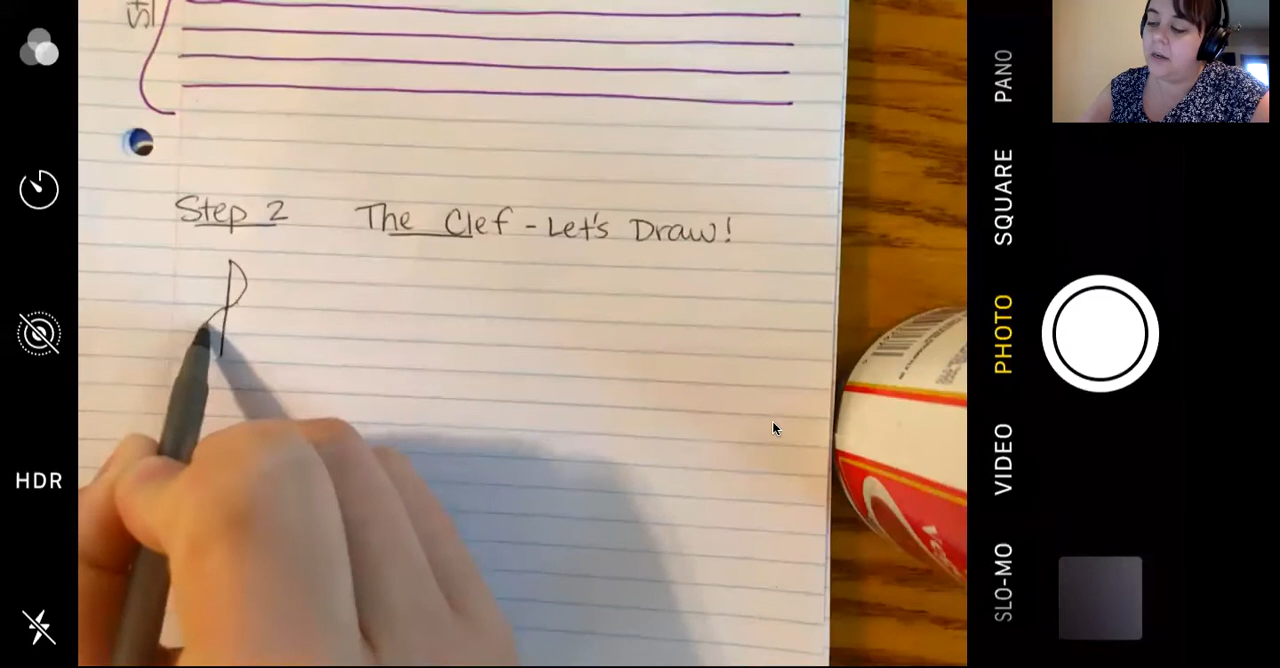 Step 2 The Clef - Let's Draw!
PANO
SQUARE
PHOTO
VIDEO
SLO-MO
HDR